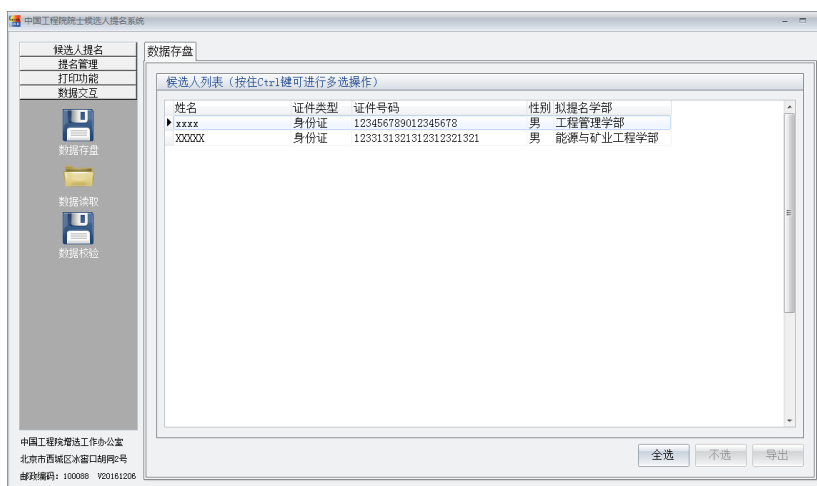 中国工程院院士候选人提名系统
候选人提名
提名管理
打印功能
数据交互
数据存盘
数据读取
数据校验
中国工程院增选工作办公室
北京市西城区冰窖口胡同2号
邮政编码：100088 V20161206
数据存盘
候选人列表（按住Ctrl键可进行多选操作）
姓名 证件类型 证件号码 性别 拟提名学部
xxxx 身份证 123456789012345678 男 工程管理学部
XXXXX 身份证 1233131321312312321321 男 能源与矿业工程学部
全选 不选 导出